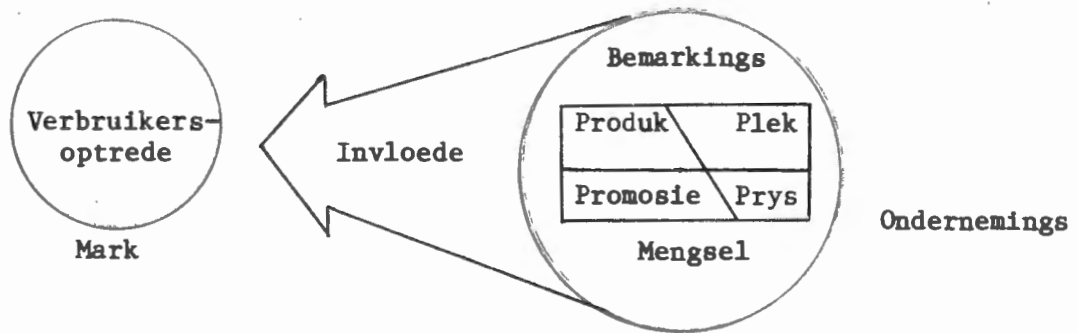 Verbruikers-
optrede
Mark
Invloede
Bemarkings
Produk Plek
Promosie Prys
Mengsel
Ondernemings